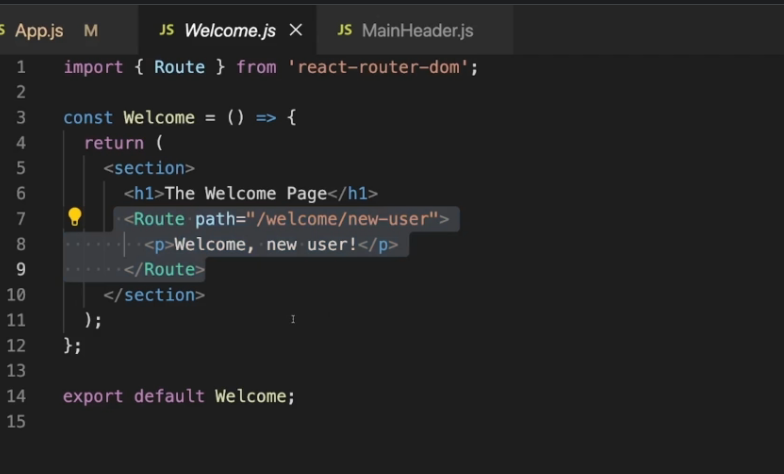 S App.js M JS Welcome.js × JS MainHeader.js
1 import { Route } from 'react-router-dom';
2
3 const Welcome = () => {
4 return (
5 <section>
6 <h1>The Welcome Page</h1>
7 <Route path="/welcome/new-user">
8 <p>Welcome, new user!</p>
9 </Route>
10 </section>
11 );
12 };
13
14 export default Welcome;
15